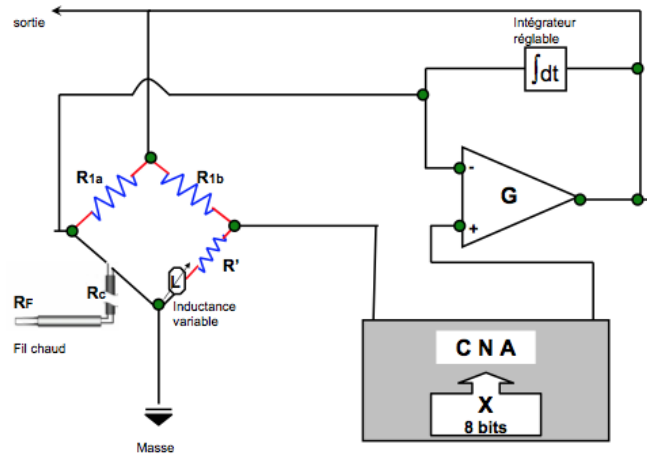 sortie
Intégrateur
réglable
∫dt
R1a
R1b
-
G
+
R'
L
Rc
RF
Inductance
variable
Fil chaud
C N A
X
8 bits
Masse